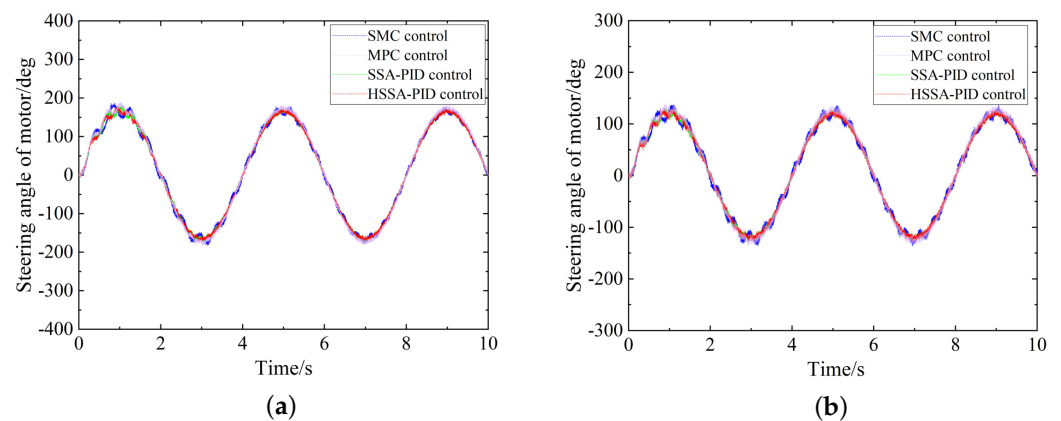 400
300
200
100
0
-100
-200
-300
-400
Steering angle of motor/deg
SMC control
MPC control
SSA-PID control
HSSA-PID control
0 2 4 6 8 10
Time/s
(a)
300
200
100
0
-100
-200
-300
Steering angle of motor/deg
SMC control
MPC control
SSA-PID control
HSSA-PID control
0 2 4 6 8 10
Time/s
(b)